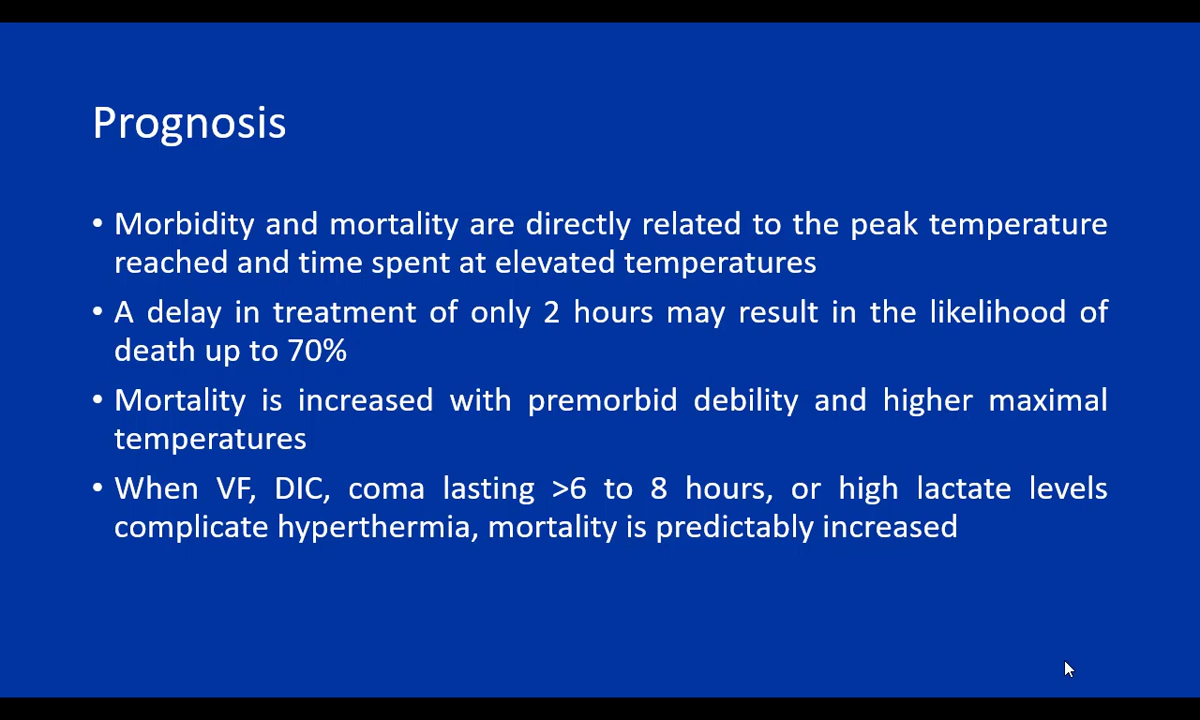 Prognosis
• Morbidity and mortality are directly related to the peak temperature
reached and time spent at elevated temperatures
• A delay in treatment of only 2 hours may result in the likelihood of
death up to 70%
• Mortality is increased with premorbid debility and higher maximal
temperatures
• When VF, DIC, coma lasting >6 to 8 hours, or high lactate levels
complicate hyperthermia, mortality is predictably increased